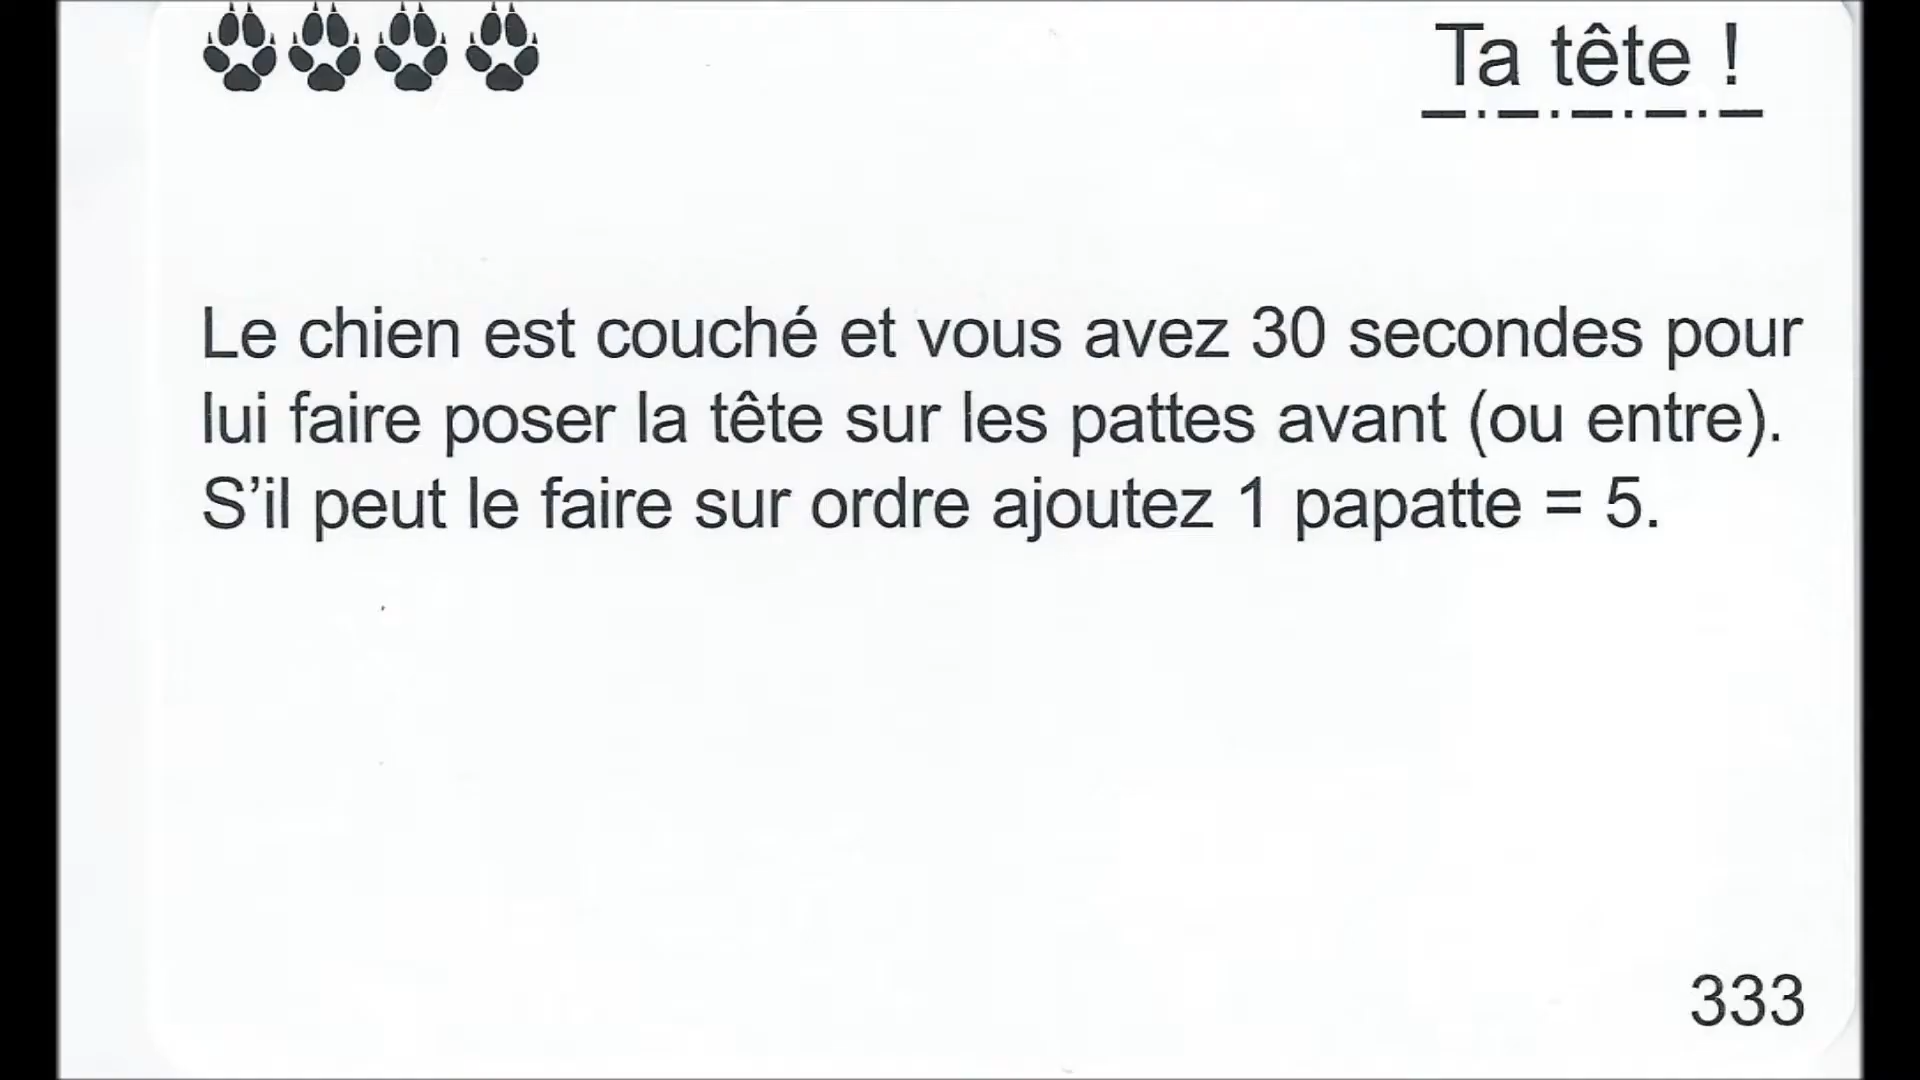 Ta tête !
Le chien est couché et vous avez 30 secondes pour
lui faire poser la tête sur les pattes avant (ou entre).
S’il peut le faire sur ordre ajoutez 1 papatte = 5.
333